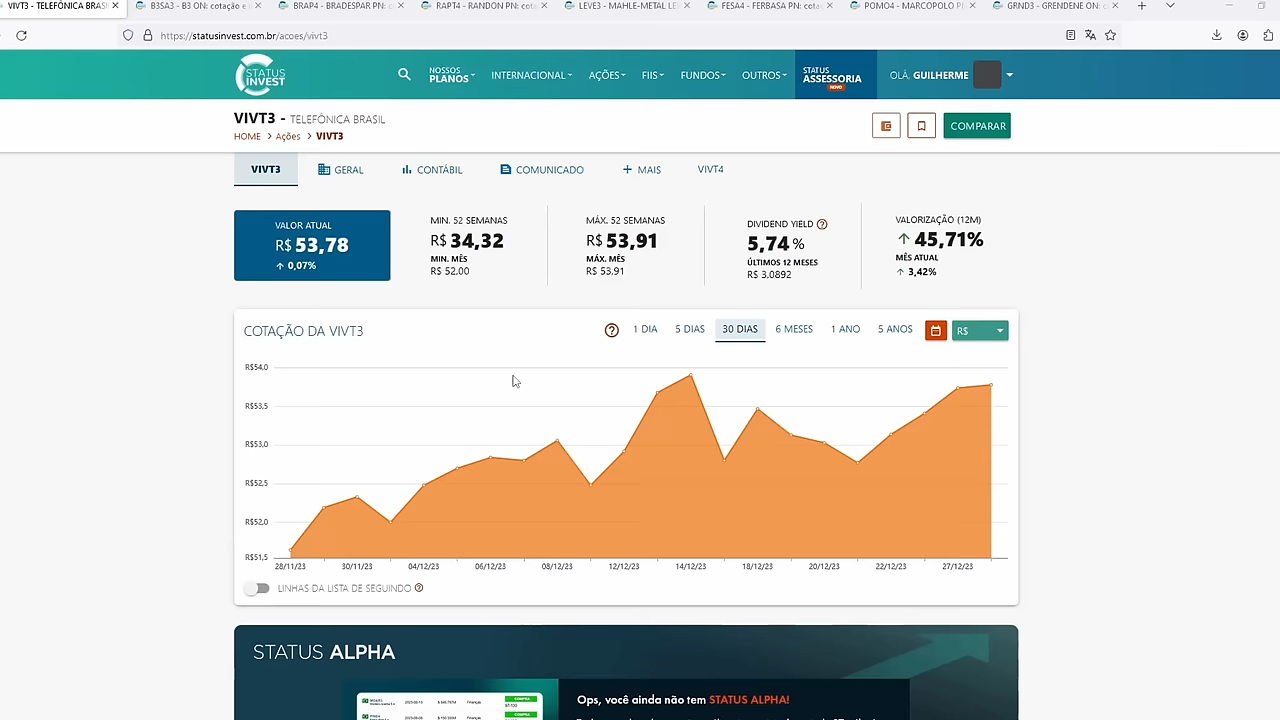 VIVT3 - TELEFÔNICA BRASIL
B3SA3 - B3 ON: cotação e
BRAP4 - BRADESPAR PN: c
RAPT4 - RANDON PN: cot
LEVE3 - MAHLE-METAL LE
FESA4 - FERBASA PN: cota
POMO4 - MARCOPOLO P
GRND3 - GRENDENE ON: c
https://statusinvest.com.br/acoes/vivt3
STATUS
INVEST
NOSSOS
PLANOS
INTERNACIONAL
AÇÕES
FIIS
FUNDOS
OUTROS
STATUS
ASSESSORIA
NOVO
OLÁ, GUILHERME
VIVT3 - TELEFÔNICA BRASIL
HOME > Ações > VIVT3
COMPARAR
VIVT3
GERAL
CONTÁBIL
COMUNICADO
MAIS
VIVT4
VALOR ATUAL
R$ 53,78
0,07%
MIN. 52 SEMANAS
R$ 34,32
MIN. MÊS
R$ 52,00
MÁX. 52 SEMANAS
R$ 53,91
MÁX. MÊS
R$ 53,91
DIVIDEND YIELD
5,74 %
ÚLTIMOS 12 MESES
R$ 3,0892
VALORIZAÇÃO (12M)
45,71%
MÊS ATUAL
3,42%
COTAÇÃO DA VIVT3
1 DIA
5 DIAS
30 DIAS
6 MESES
1 ANO
5 ANOS
R$
R$54,0
R$53,5
R$53,0
R$52,5
R$52,0
R$51,5
28/11/23 30/11/23 04/12/23 06/12/23 08/12/23 12/12/23 14/12/23 18/12/23 20/12/23 22/12/23 27/12/23
LINHAS DA LISTA DE SEGUINDO
STATUS ALPHA
Ops, você ainda não tem STATUS ALPHA!
COMPRA
COMPRA